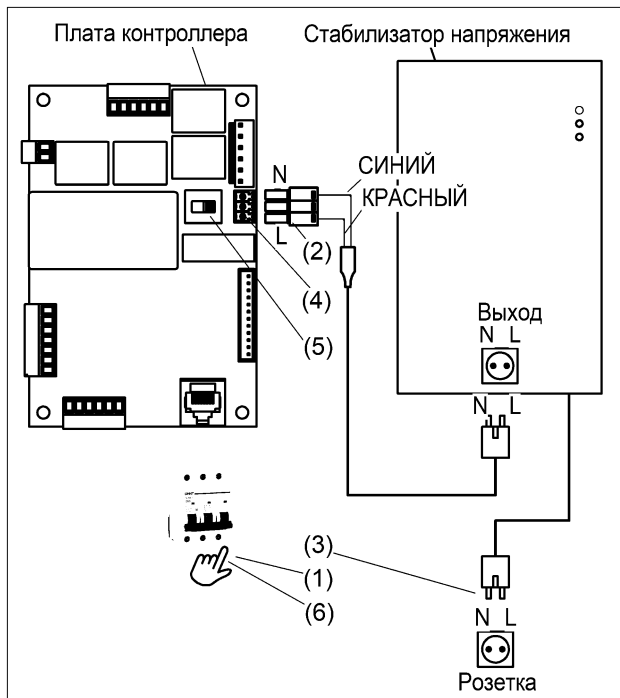 Плата контроллера
Стабилизатор напряжения
N
СИНИЙ
КРАСНЫЙ
L
(2)
(4)
(5)
Выход
N L
N L
(3)
(1)
(6)
N L
Розетка